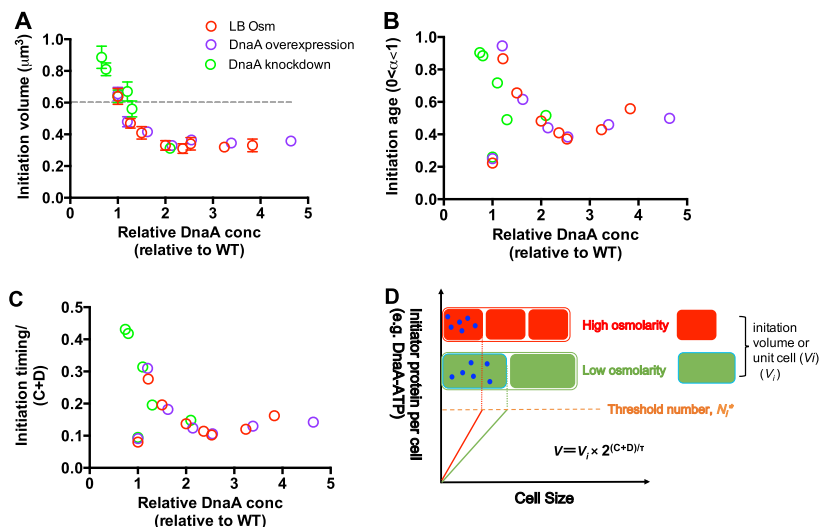 A
LB Osm
DnaA overexpression
DnaA knockdown
Initiation volume (μm³)
1.0
0.8
0.6
0.4
0.2
0.0
0 1 2 3 4 5
Relative DnaA conc
(relative to WT)
B
Initiation age (0<α<1)
1.0
0.8
0.6
0.4
0.2
0.0
0 1 2 3 4 5
Relative DnaA conc
(relative to WT)
C
Initiation timing/
(C+D)
0.5
0.4
0.3
0.2
0.1
0.0
0 1 2 3 4 5
Relative DnaA conc
(relative to WT)
D
Initiator protein per cell
(e.g. DnaA-ATP)
High osmolarity
Low osmolarity
initation
volume or
unit cell (Vi)
(Vᵢ)
Threshold number, Nᵢ*
V=Vᵢ × 2^(C+D)/τ
Cell Size